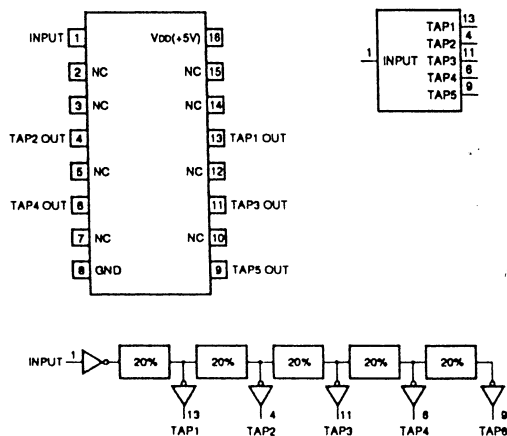 INPUT 1 VDD(+5V) 16
2 NC 15
3 NC NC 14
TAP2 OUT 4 13 TAP1 OUT
5 NC NC 12
TAP4 OUT 6 11 TAP3 OUT
7 NC NC 10
8 GND 9 TAP5 OUT
1 INPUT
TAP1 13
TAP2 4
TAP3 11
TAP4 6
TAP5 9
INPUT 1 20% 20% 20% 20% 20%
13 4 11 6 9
TAP1 TAP2 TAP3 TAP4 TAP6